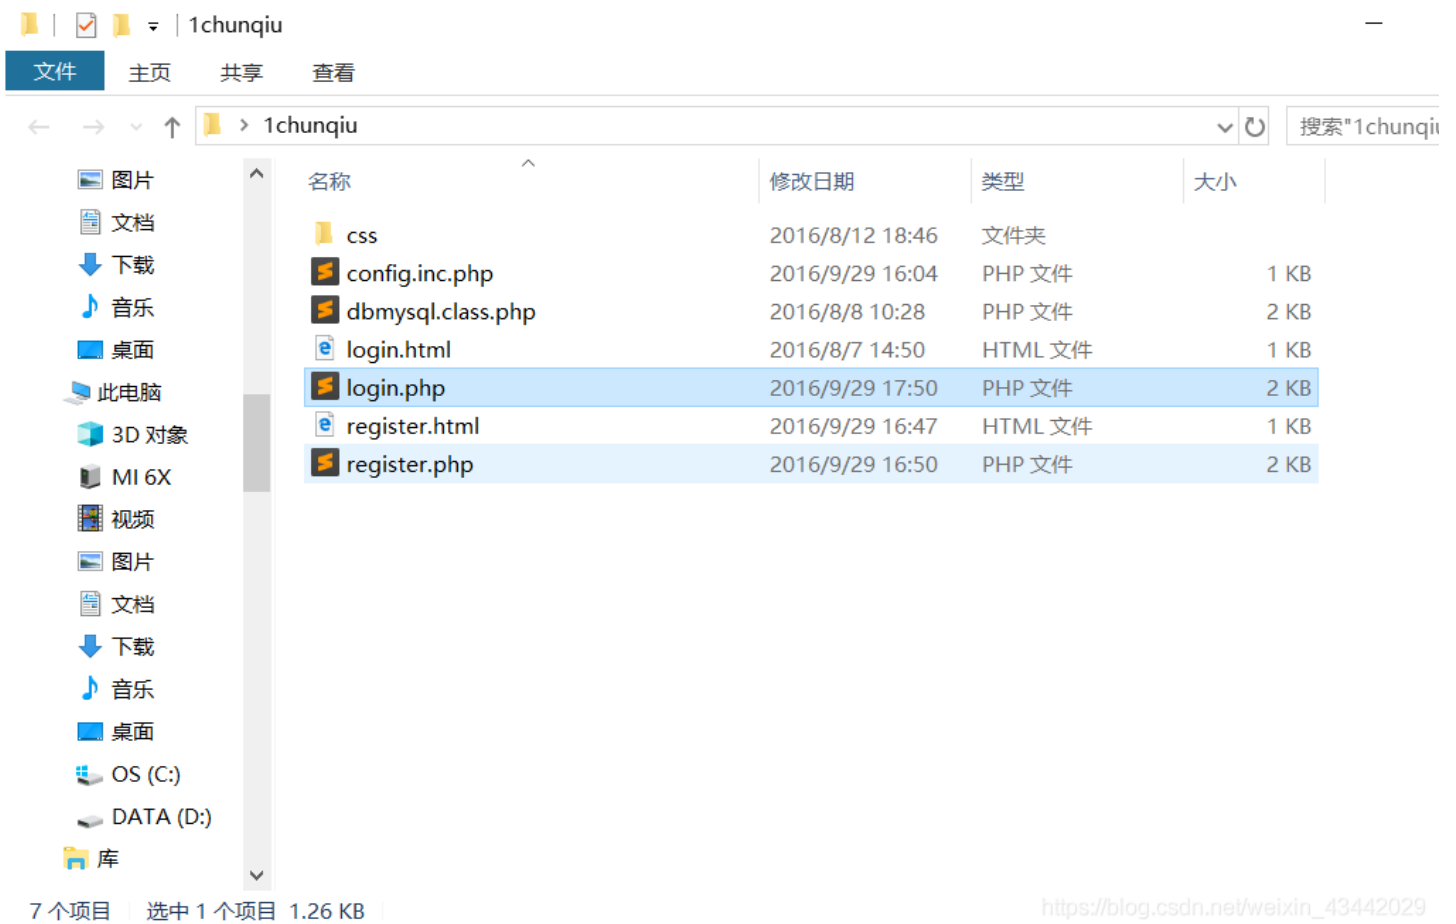 1chunqiu
文件 主页 共享 查看
1chunqiu 搜索"1chunqiu
名称 修改日期 类型 大小
css 2016/8/12 18:46 文件夹
config.inc.php 2016/9/29 16:04 PHP 文件 1 KB
dbmysql.class.php 2016/8/8 10:28 PHP 文件 2 KB
login.html 2016/8/7 14:50 HTML 文件 1 KB
login.php 2016/9/29 17:50 PHP 文件 2 KB
register.html 2016/9/29 16:47 HTML 文件 1 KB
register.php 2016/9/29 16:50 PHP 文件 2 KB
图片
文档
下载
音乐
桌面
此电脑
3D 对象
MI 6X
视频
图片
文档
下载
音乐
桌面
OS (C:)
DATA (D:)
库
7 个项目 选中 1 个项目 1.26 KB
https://blog.csdn.net/weixin_43442029